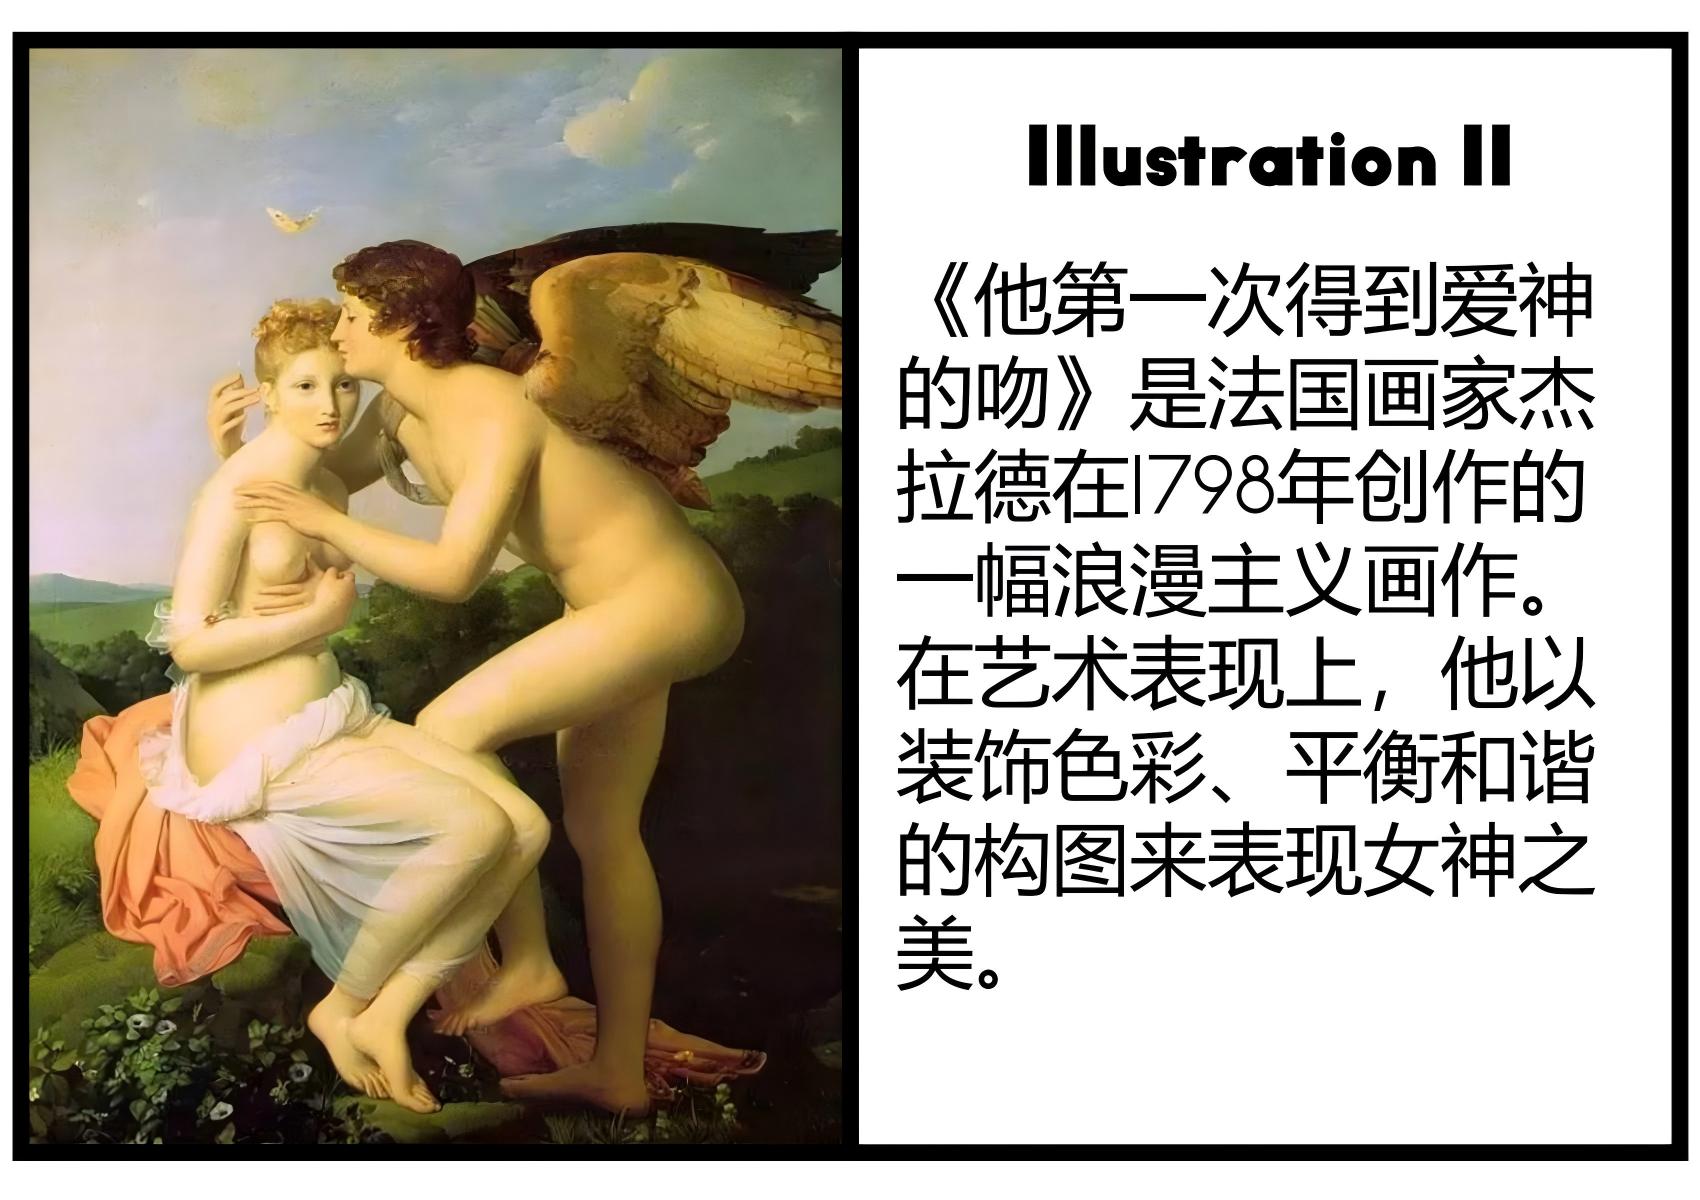 Illustration II
《他第一次得到爱神
的吻》是法国画家杰
拉德在1798年创作的
一幅浪漫主义画作。
在艺术表现上，他以
装饰色彩、平衡和谐
的构图来表现女神之
美。